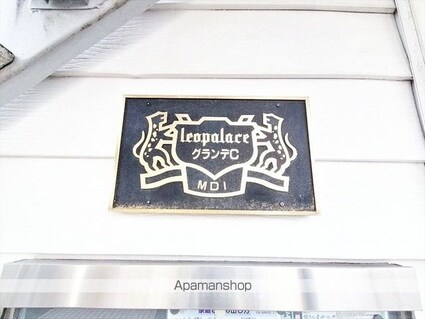 leopalace
グランデC
MDI
Apamanshop